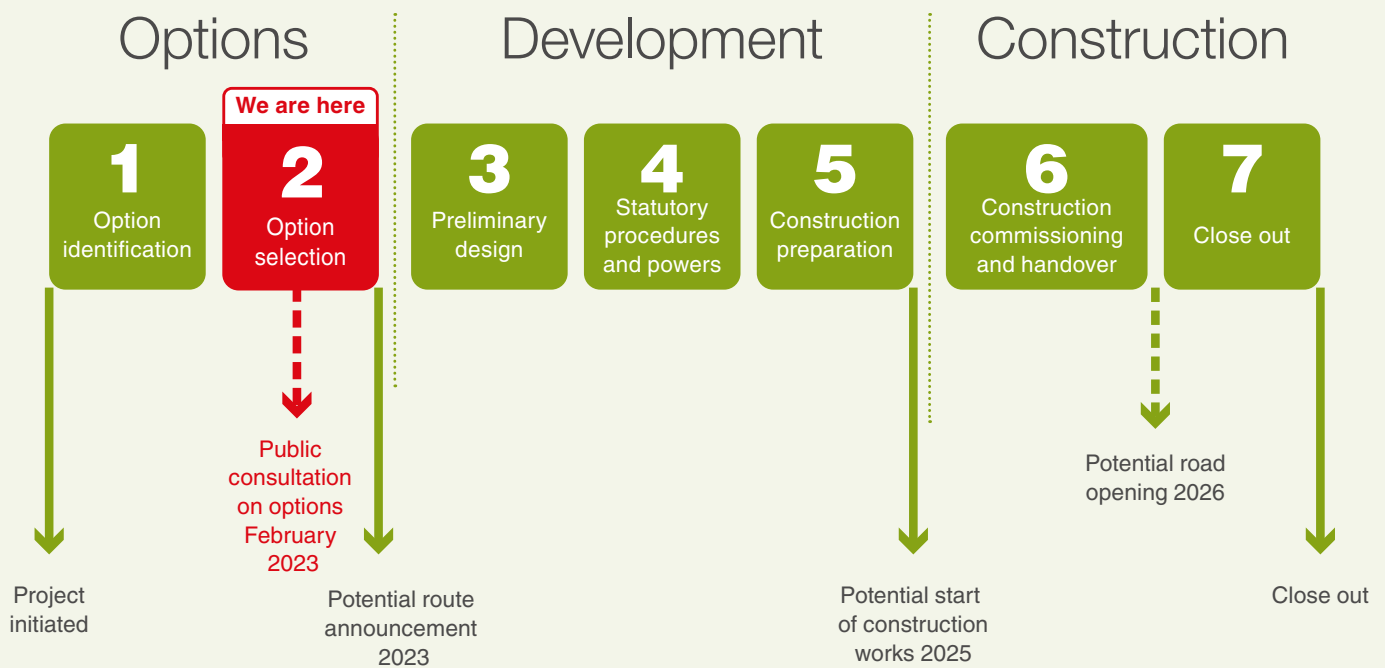 Options
Development
Construction
We are here
1
Option
identification
2
Option
selection
3
Preliminary
design
4
Statutory
procedures
and powers
5
Construction
preparation
6
Construction
commissioning
and handover
7
Close out
Public
consultation
on options
February
2023
Potential road
opening 2026
Project
initiated
Potential route
announcement
2023
Potential start
of construction
works 2025
Close out